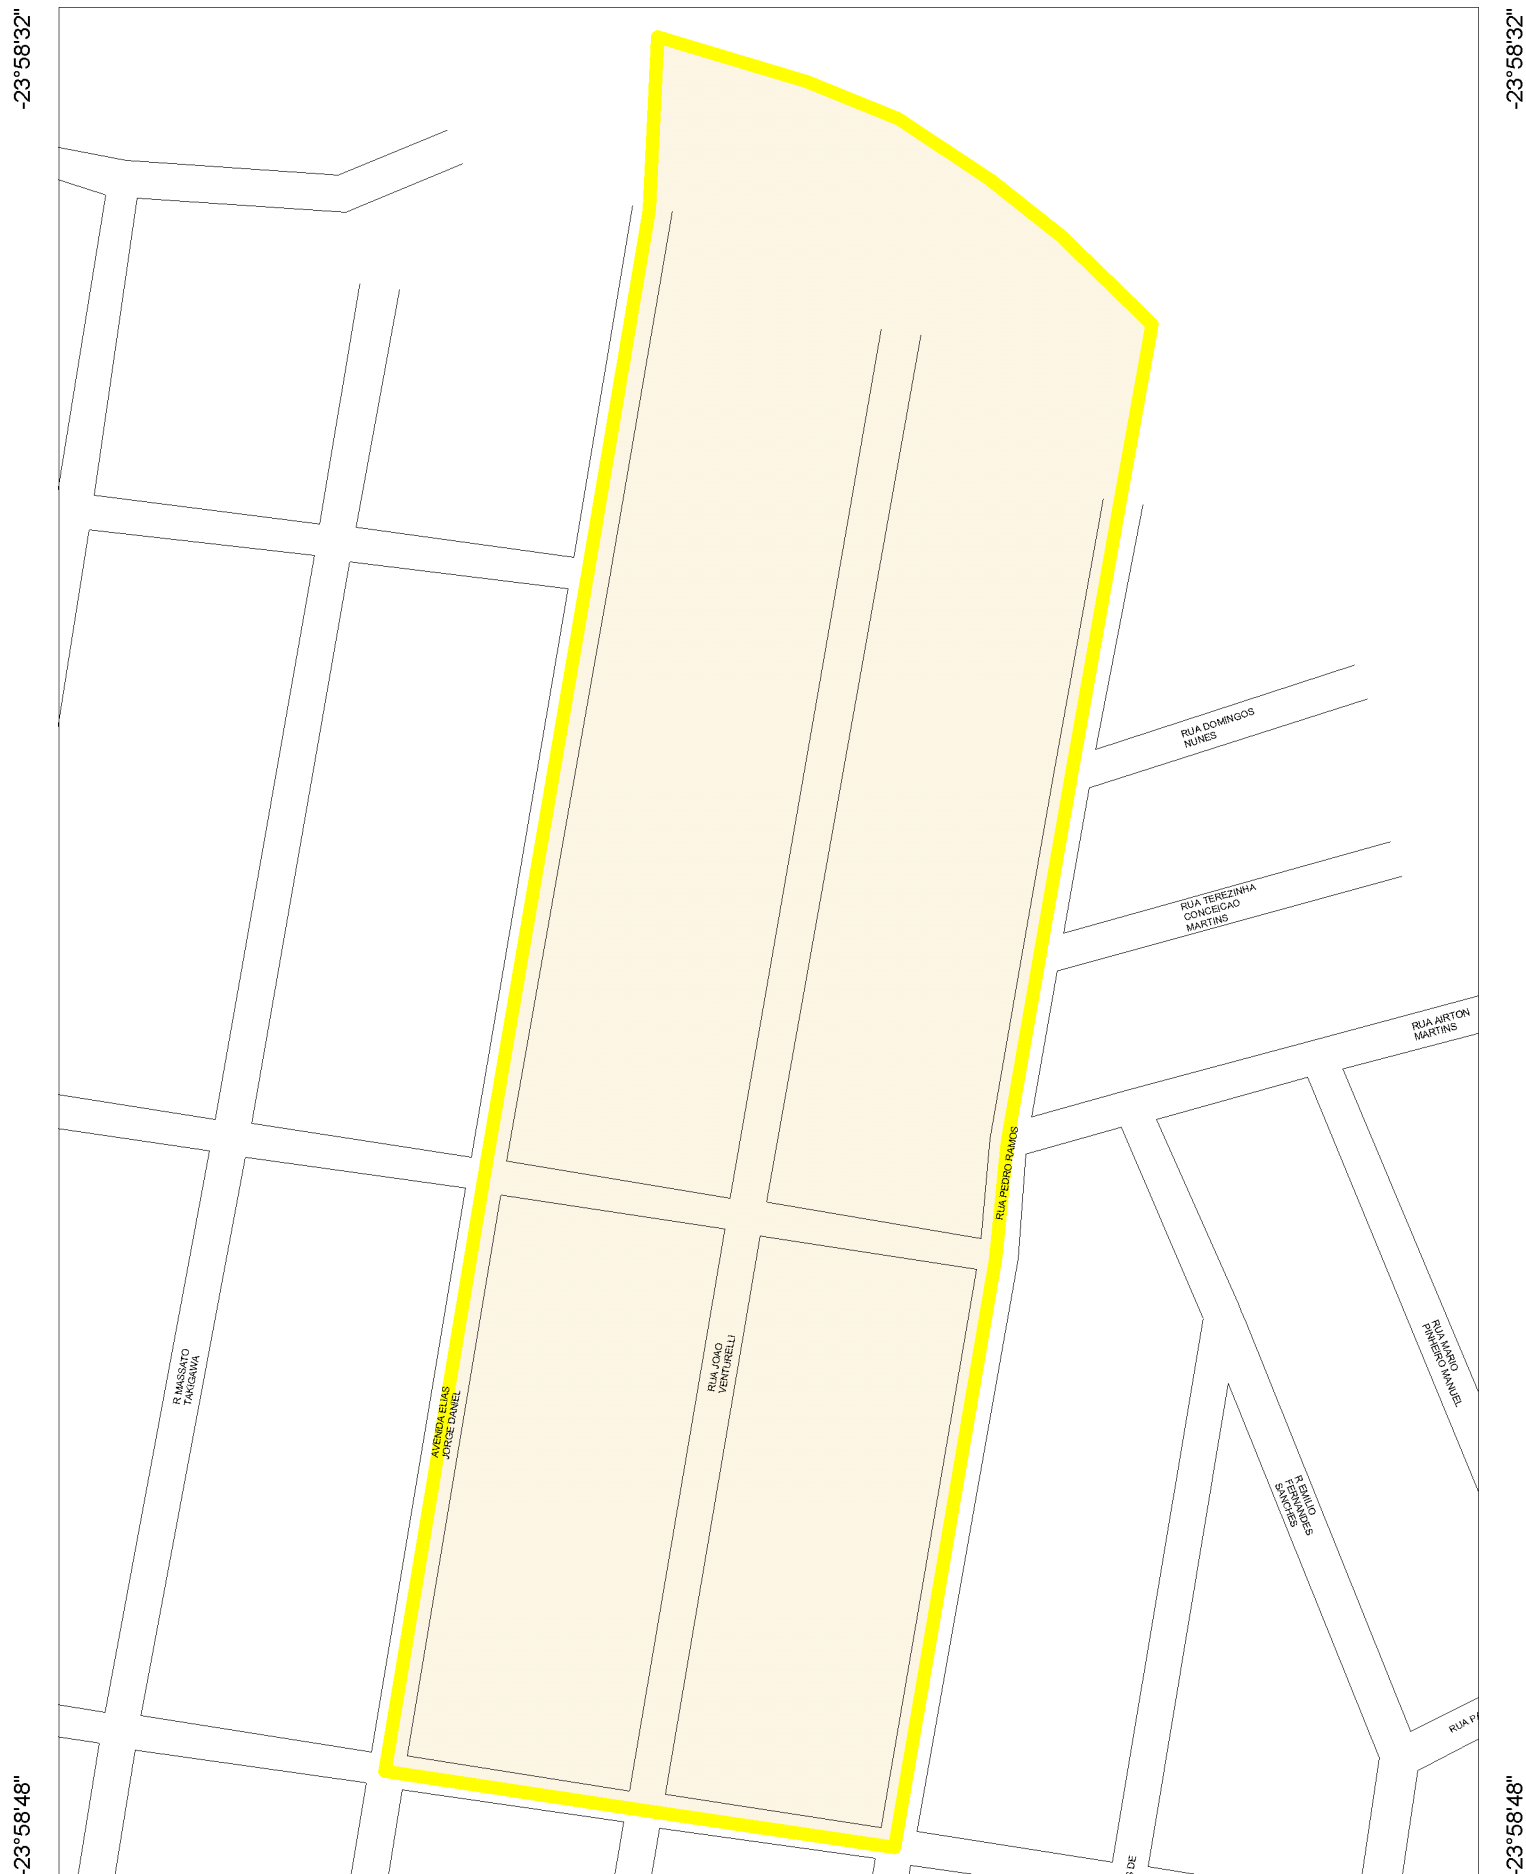 -23°58'32"
-23°58'32"
RUA DOMINGOS
NUNES
RUA TEREZINHA
CONCEICAO
MARTINS
RUA AIRTON
MARTINS
RUA PEDRO RAMOS
RUA JOAO
VENTURELLI
R.MASSATO
TAKIGAWA
AVENIDA ELIAS
JORGE DANIEL
RUA MARIO
PINHEIRO MANUEL
R.EMILIO
FERNANDES
SANCHES
RUA
-23°58'48"
-23°58'48"
DE